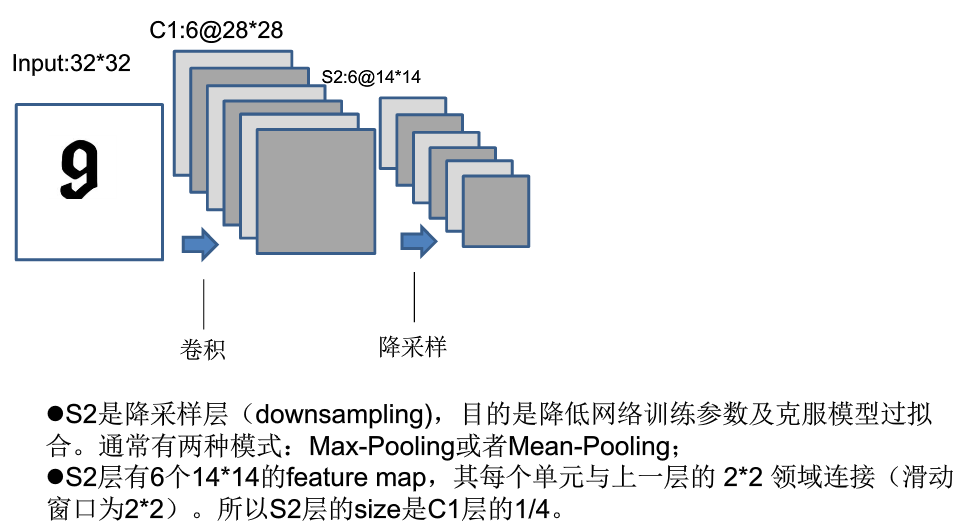 C1:6@28*28
Input:32*32
S2:6@14*14
9
卷积
降采样
●S2是降采样层（downsampling)，目的是降低网络训练参数及克服模型过拟
合。通常有两种模式：Max-Pooling或者Mean-Pooling；
●S2层有6个14*14的feature map，其每个单元与上一层的 2*2 领域连接（滑动
窗口为2*2）。所以S2层的size是C1层的1/4。